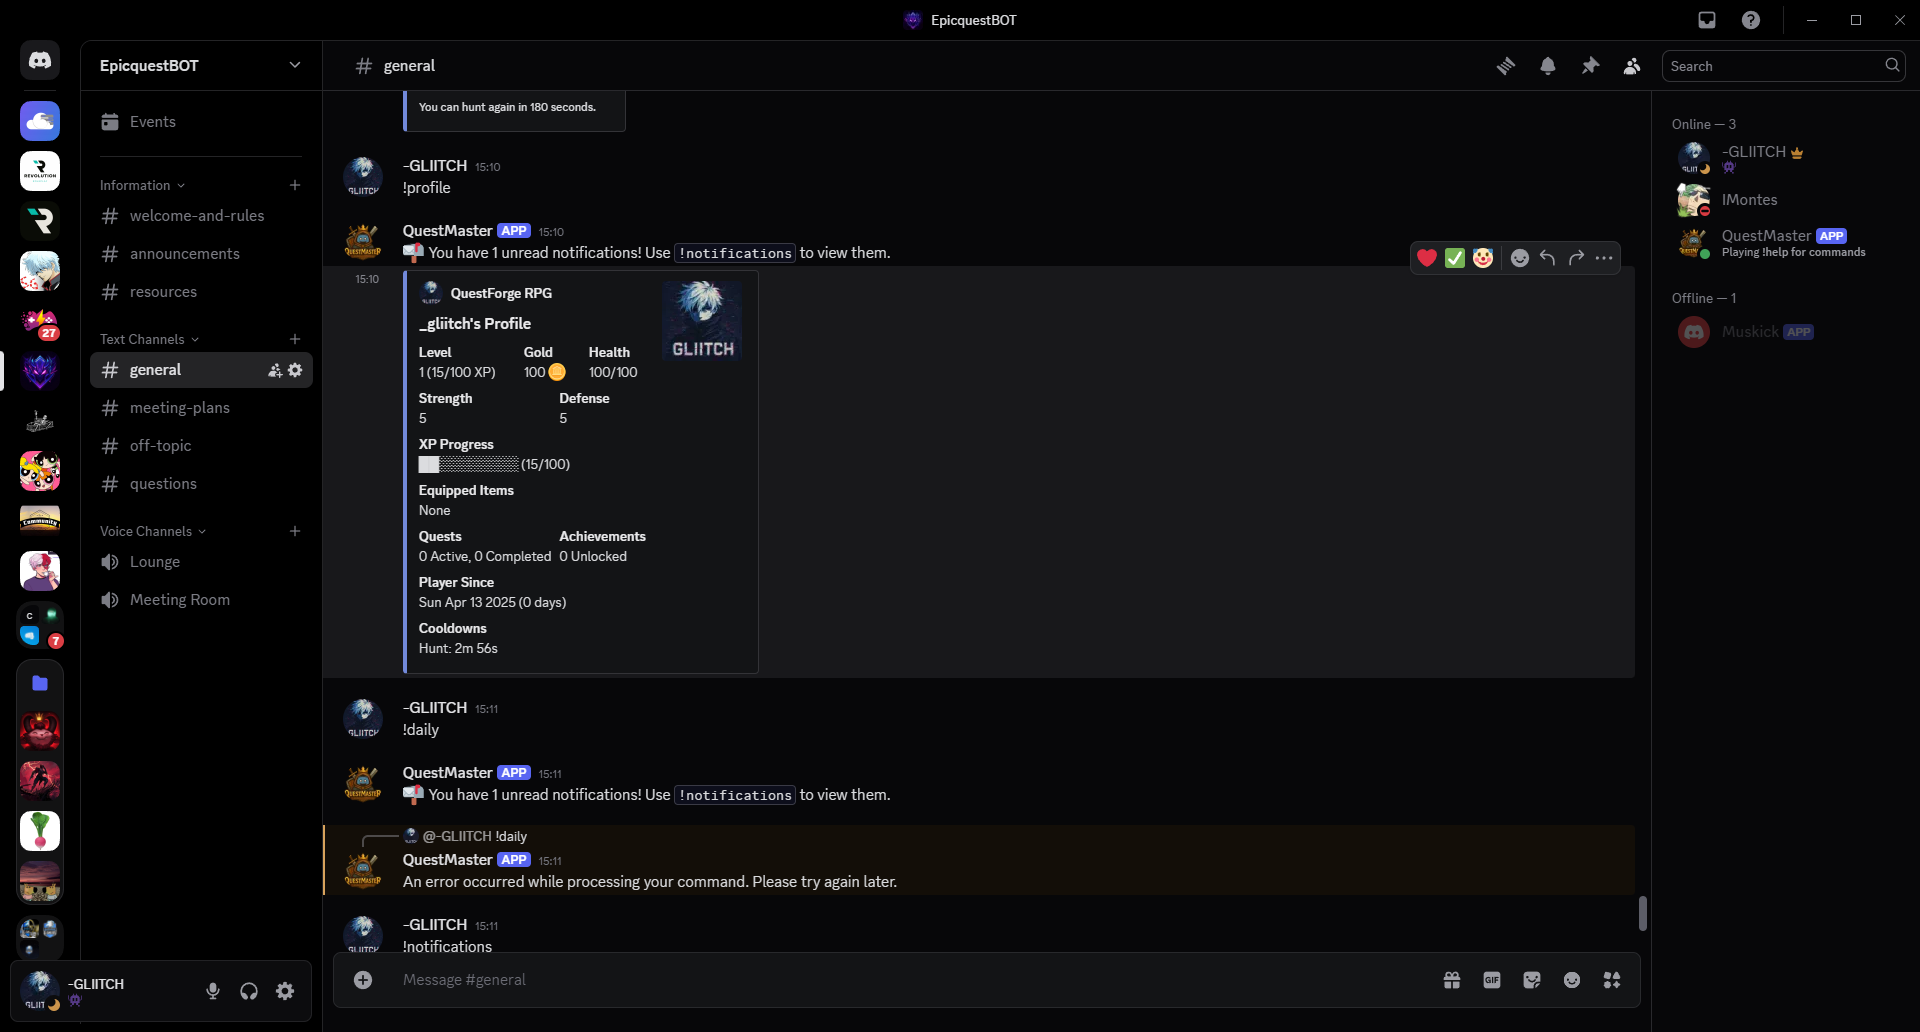 EpicquestBOT
EpicquestBOT
Events
Information
welcome-and-rules
announcements
resources
Text Channels
general
meeting-plans
off-topic
questions
Voice Channels
Lounge
Meeting Room
27
7
REVOLUTION
Community
-GLIITCH
general
Search
You can hunt again in 180 seconds.
-GLIITCH 15:10
!profile
QuestMaster APP 15:10
You have 1 unread notifications! Use !notifications to view them.
15:10
QuestForge RPG
_gliitch's Profile
GLIITCH
Level Gold Health
1 (15/100 XP) 100 100/100
Strength Defense
5 5
XP Progress
(15/100)
Equipped Items
None
Quests Achievements
0 Active, 0 Completed 0 Unlocked
Player Since
Sun Apr 13 2025 (0 days)
Cooldowns
Hunt: 2m 56s
-GLIITCH 15:11
!daily
QuestMaster APP 15:11
You have 1 unread notifications! Use !notifications to view them.
@-GLIITCH !daily
QuestMaster APP 15:11
An error occurred while processing your command. Please try again later.
-GLIITCH 15:11
!notifications
Message #general
GIF
Online — 3
-GLIITCH
IMontes
QuestMaster APP
Playing !help for commands
Offline — 1
Muskick APP